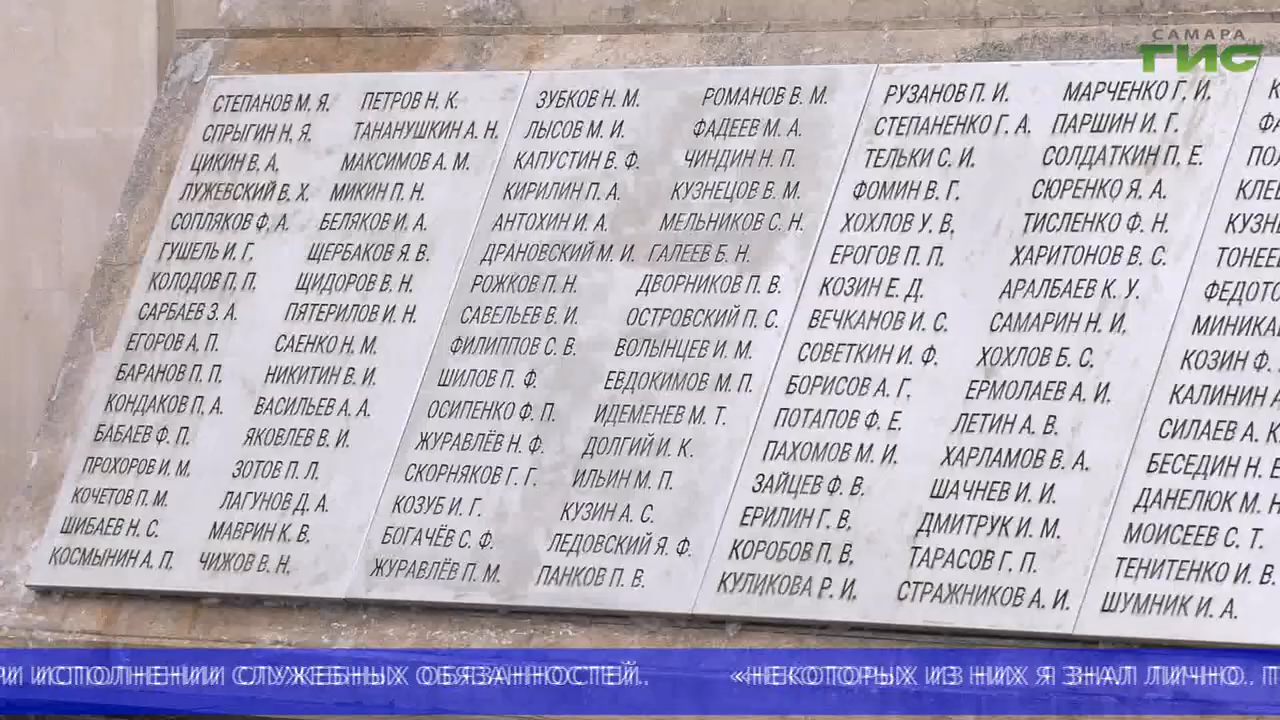 САМАРА
ГИС
СТЕПАНОВ М. Я. ПЕТРОВ Н. К.
СПРЫГИН Н. Я. ТАНАНУШКИН А. Н.
ЦИКИН В. А. МАКСИМОВ А. М.
ЛУЖЕВСКИЙ В. Х. МИКИН П. Н.
СОПЛЯКОВ Ф. А. БЕЛЯКОВ И. А.
ГУШЕЛЬ И. Г. ЩЕРБАКОВ Я. В.
КОЛОДОВ П. П. ЩИДОРОВ В. Н.
САРБАЕВ З. А. ПЯТЕРИЛОВ И. Н.
ЕГОРОВ А. П. САЕНКО Н. М.
БАРАНОВ П. П. НИКИТИН В. И.
КОНДАКОВ П. А. ВАСИЛЬЕВ А. А.
БАБАЕВ Ф. П. ЯКОВЛЕВ В. И.
ПРОХОРОВ И. М. ЗОТОВ П. Л.
КОЧЕТОВ П. М. ЛАГУНОВ Д. А.
ШИБАЕВ Н. С. МАВРИН К. В.
КОСМЫНИН А. П. ЧИЖОВ В. Н.
ЗУБКОВ Н. М. РОМАНОВ В. М.
ЛЫСОВ М. И. ФАДЕЕВ М. А.
КАПУСТИН В. Ф. ЧИНДИН Н. П.
КИРИЛИН П. А. КУЗНЕЦОВ В. М.
АНТОХИН И. А. МЕЛЬНИКОВ С. Н.
ДРАНОВСКИЙ М. И. ГАЛЕЕВ Б. Н.
РОЖКОВ П. Н. ДВОРНИКОВ П. В.
САВЕЛЬЕВ В. И. ОСТРОВСКИЙ П. С.
ФИЛИППОВ С. В. ВОЛЫНЦЕВ И. М.
ШИЛОВ П. Ф. ЕВДОКИМОВ М. П.
ОСИПЕНКО Ф. П. ИДЕМЕНЕВ М. Т.
ЖУРАВЛЁВ Н. Ф. ДОЛГИЙ И. К.
СКОРНЯКОВ Г. Г. ИЛЬИН М. П.
КОЗУБ И. Г. КУЗИН А. С.
БОГАЧЁВ С. Ф. ЛЕДОВСКИЙ Я. Ф.
ЖУРАВЛЁВ П. М. ПАНКОВ П. В.
РУЗАНОВ П. И. МАРЧЕНКО Г. И.
СТЕПАНЕНКО Г. А. ПАРШИН И. Г.
ТЕЛЬКИ С. И. СОЛДАТКИН П. Е.
ФОМИН В. Г. СЮРЕНКО Я. А.
ХОХЛОВ У. В. ТИСЛЕНКО Ф. Н.
ЕРОГОВ П. П. ХАРИТОНОВ В. С.
КОЗИН Е. Д. АРАЛБАЕВ К. У.
ВЕЧКАНОВ И. С. САМАРИН Н. И.
СОВЕТКИН И. Ф. ХОХЛОВ Б. С.
БОРИСОВ А. Г. ЕРМОЛАЕВ А. И.
ПОТАПОВ Ф. Е. ЛЕТИН А. В.
ПАХОМОВ М. И. ХАРЛАМОВ В. А.
ЗАЙЦЕВ Ф. В. ШАЧНЕВ И. И.
ЕРИЛИН Г. В. ДМИТРУК И. М.
КОРОБОВ П. В. ТАРАСОВ Г. П.
КУЛИКОВА Р. И. СТРАЖНИКОВ А. И.
КОЗИН Ф.
КАЛИНИН
СИЛАЕВ А. К
БЕСЕДИН Н. Е
ДАНЕЛЮК М. Н
МОИСЕЕВ С. Т.
ТЕНИТЕНКО И. В.
ШУМНИК И. А.
РИ ИСПОЛНЕНИИ СЛУЖЕБНЫХ ОБЯЗАННОСТЕЙ.. «НЕКОТОРЫХ ИЗ НИХ Я ЗНАЛ ЛИЧНО.. П